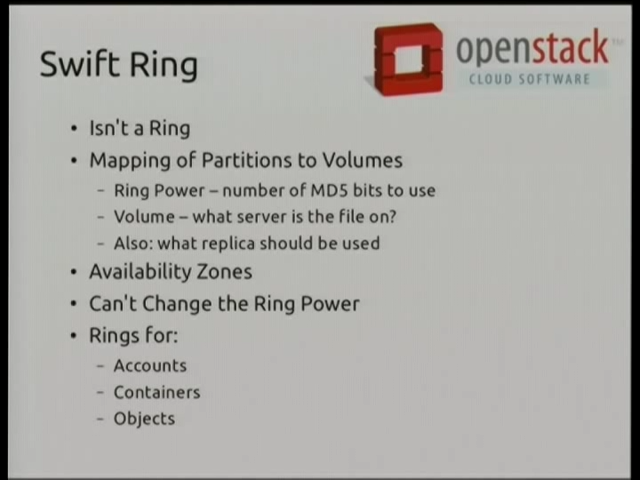 Swift Ring
openstack™
CLOUD SOFTWARE
• Isn't a Ring
• Mapping of Partitions to Volumes
– Ring Power – number of MD5 bits to use
– Volume – what server is the file on?
– Also: what replica should be used
• Availability Zones
• Can't Change the Ring Power
• Rings for:
– Accounts
– Containers
– Objects